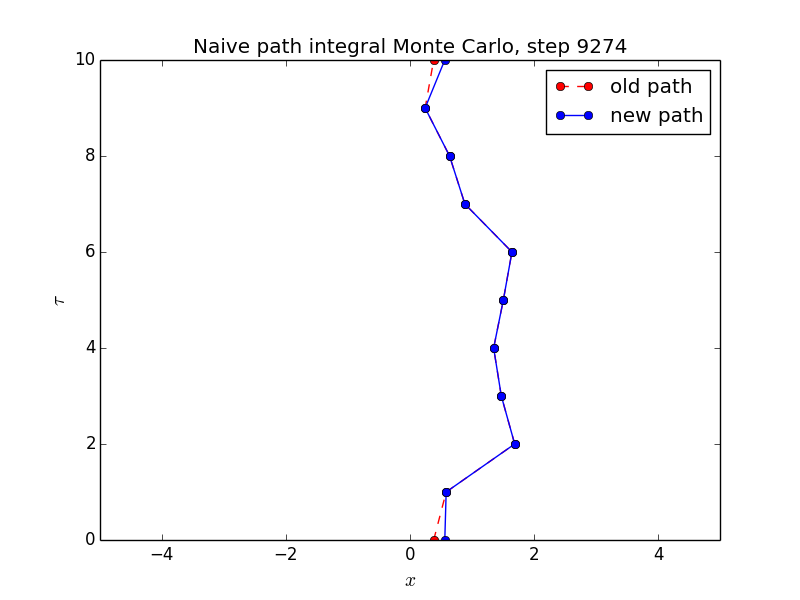 Naive path integral Monte Carlo, step 9274
10
8
6
4
2
0
τ
old path
new path
−4
−2
0
2
4
x